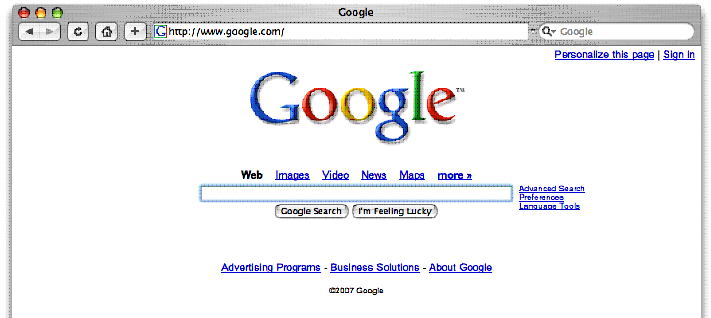 Google
G http://www.google.com/ Google
Personalize this page | Sign in
Google™
Web Images Video News Maps more »
Advanced Search
Preferences
Language Tools
Google Search I'm Feeling Lucky
Advertising Programs - Business Solutions - About Google
©2007 Google